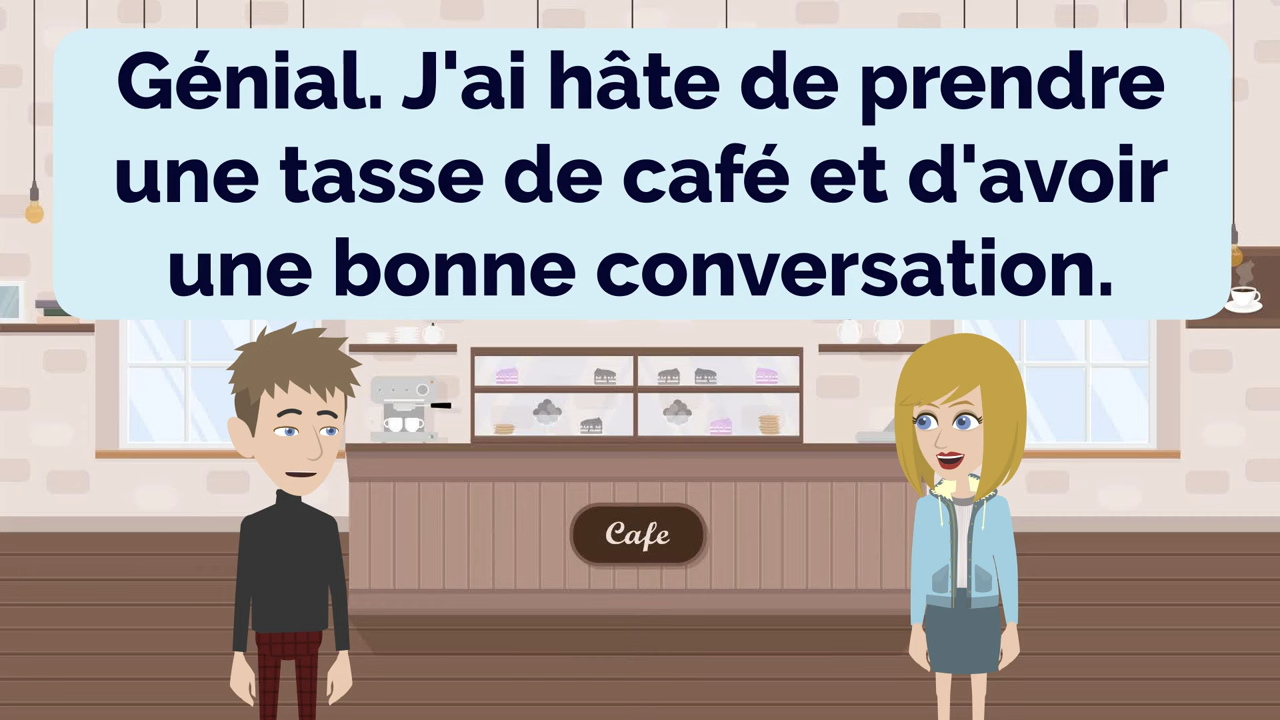 Génial. J'ai hâte de prendre
une tasse de café et d'avoir
une bonne conversation.
Cafe